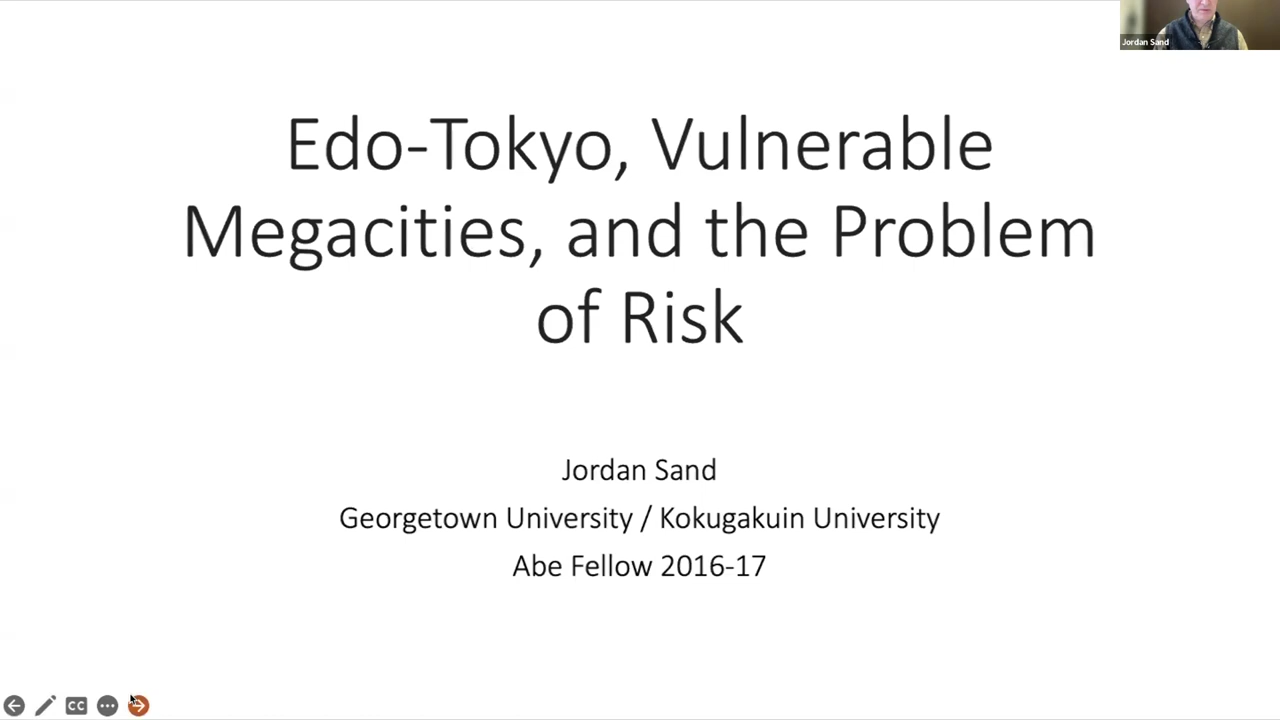 Jordan Sand
Edo-Tokyo, Vulnerable
Megacities, and the Problem
of Risk
Jordan Sand
Georgetown University / Kokugakuin University
Abe Fellow 2016-17
CC